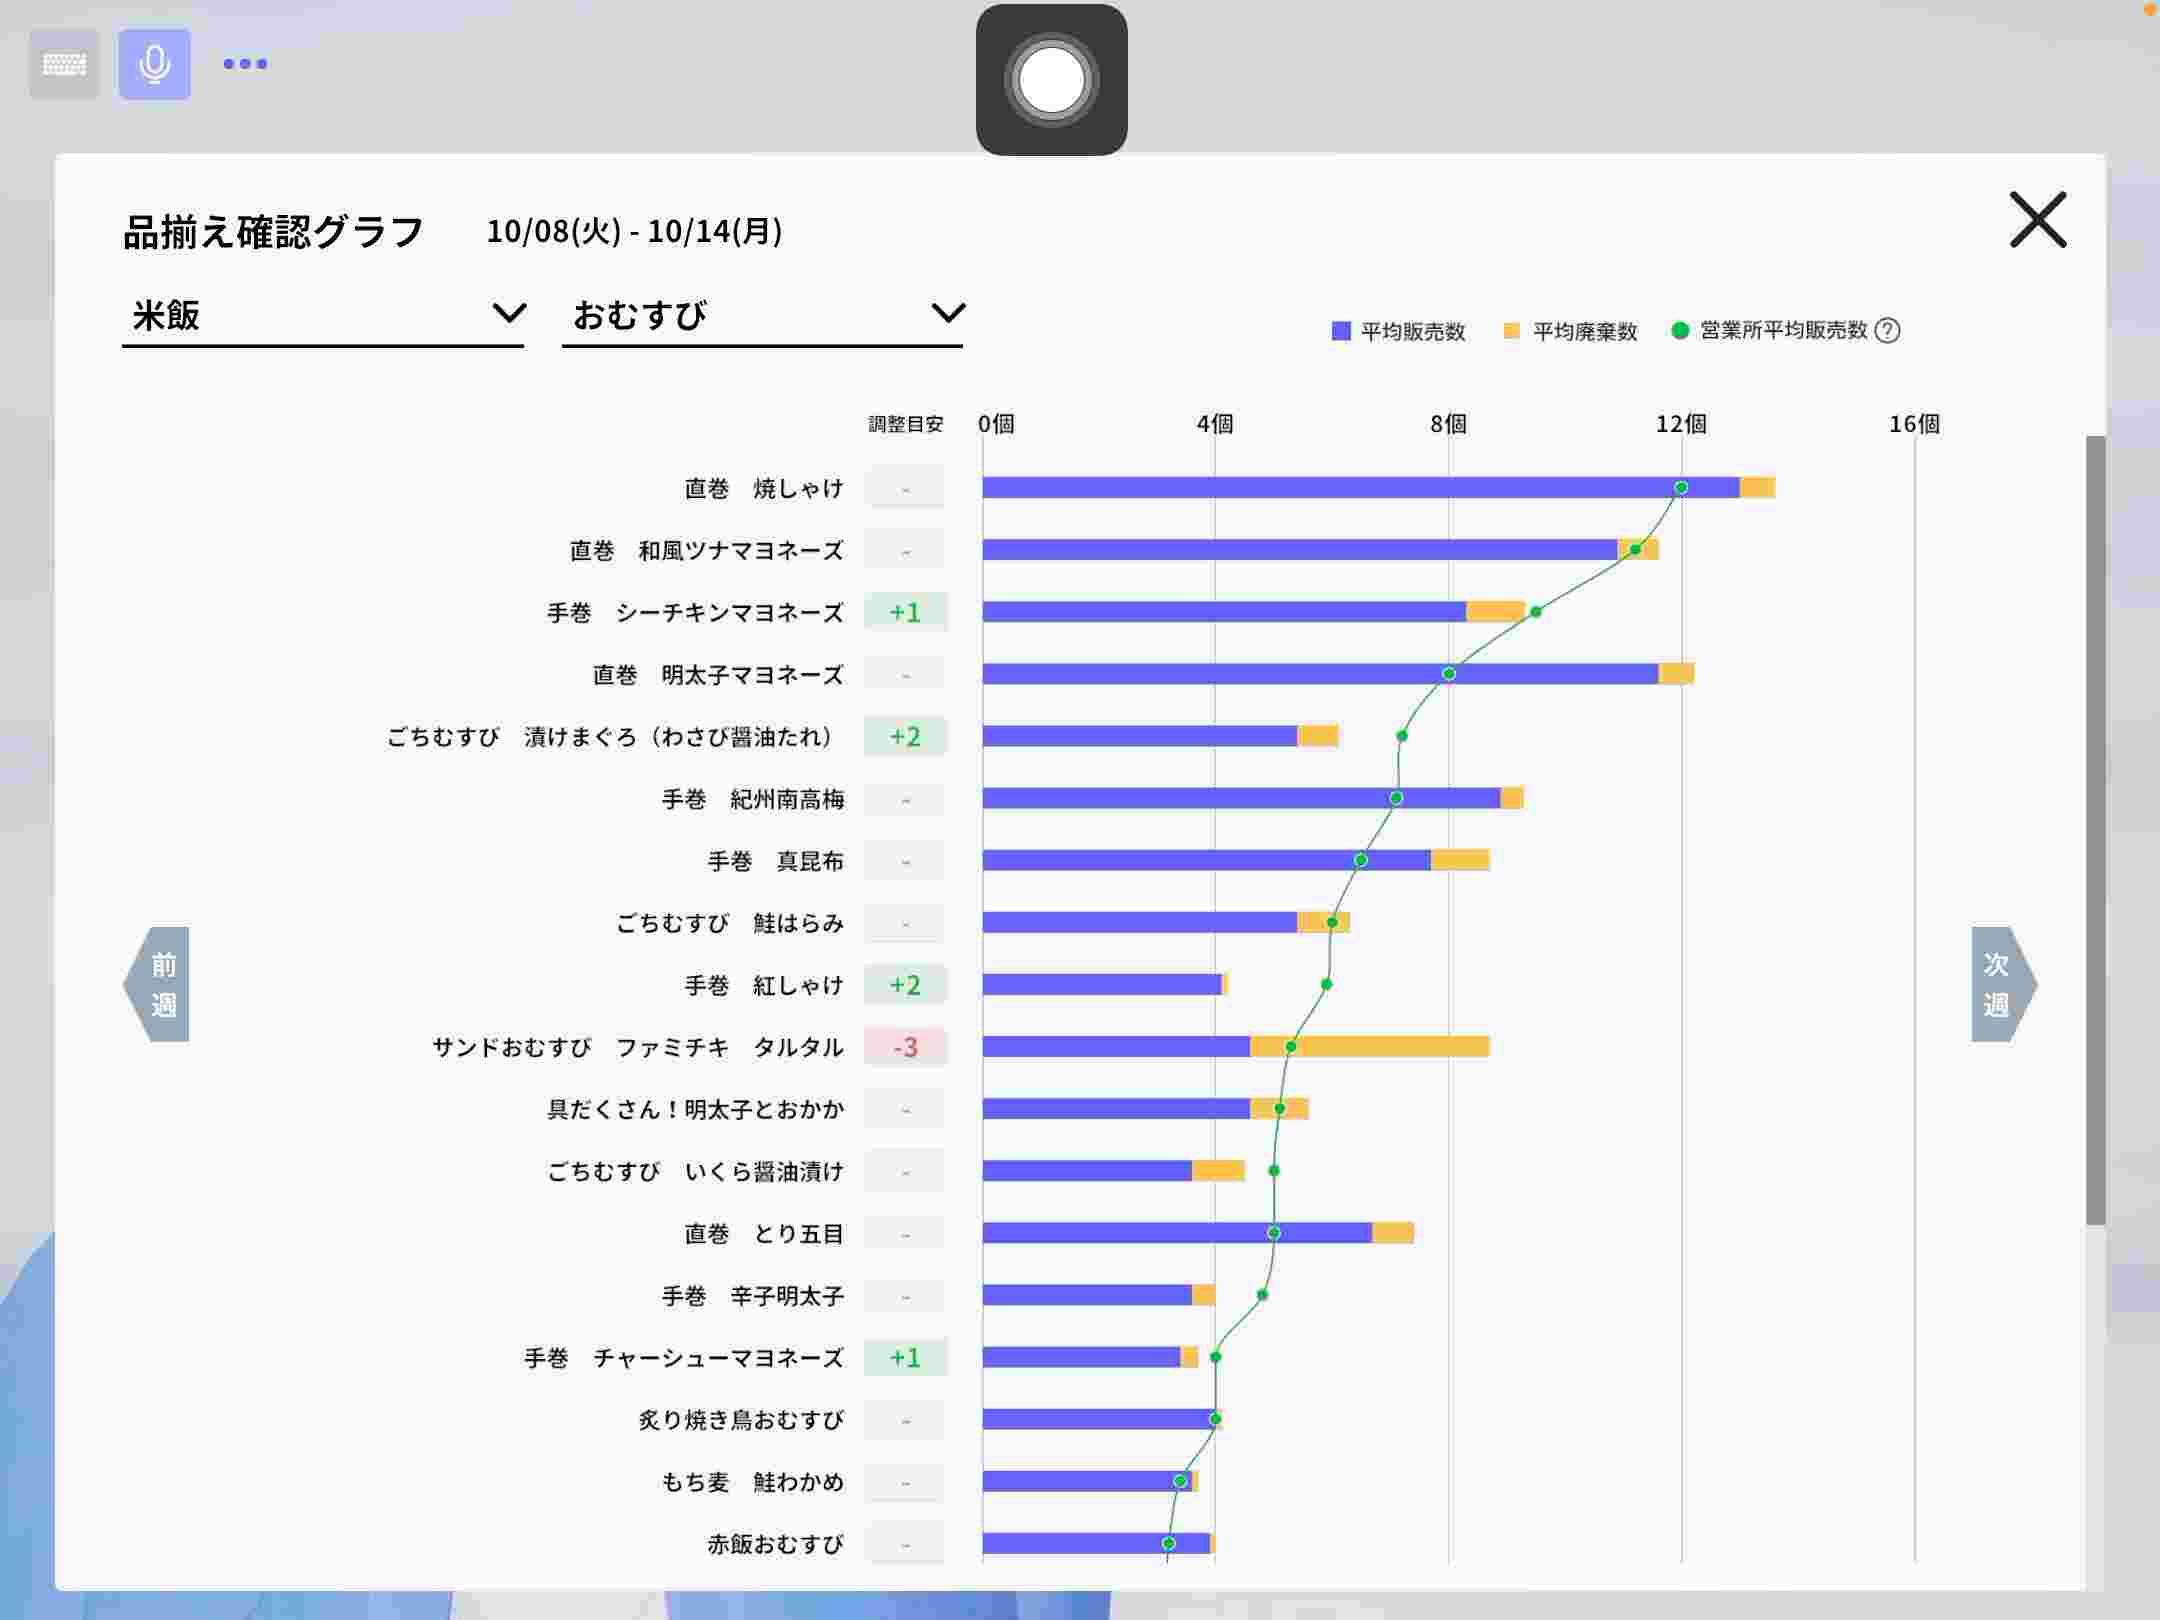 品揃え確認グラフ 10/08(火) - 10/14(月)
米飯 おむすび
平均販売数 平均廃棄数 営業所平均販売数 ?
調整目安 0個 4個 8個 12個 16個
直巻　焼しゃけ -
直巻　和風ツナマヨネーズ -
手巻　シーチキンマヨネーズ +1
直巻　明太子マヨネーズ -
ごちむすび　漬けまぐろ（わさび醤油たれ） +2
手巻　紀州南高梅 -
手巻　真昆布 -
ごちむすび　鮭はらみ -
手巻　紅しゃけ +2
サンドおむすび　ファミチキ　タルタル -3
具だくさん！明太子とおかか -
ごちむすび　いくら醤油漬け -
直巻　とり五目 -
手巻　辛子明太子 -
手巻　チャーシューマヨネーズ +1
炙り焼き鳥おむすび -
もち麦　鮭わかめ -
赤飯おむすび -
前週
次週